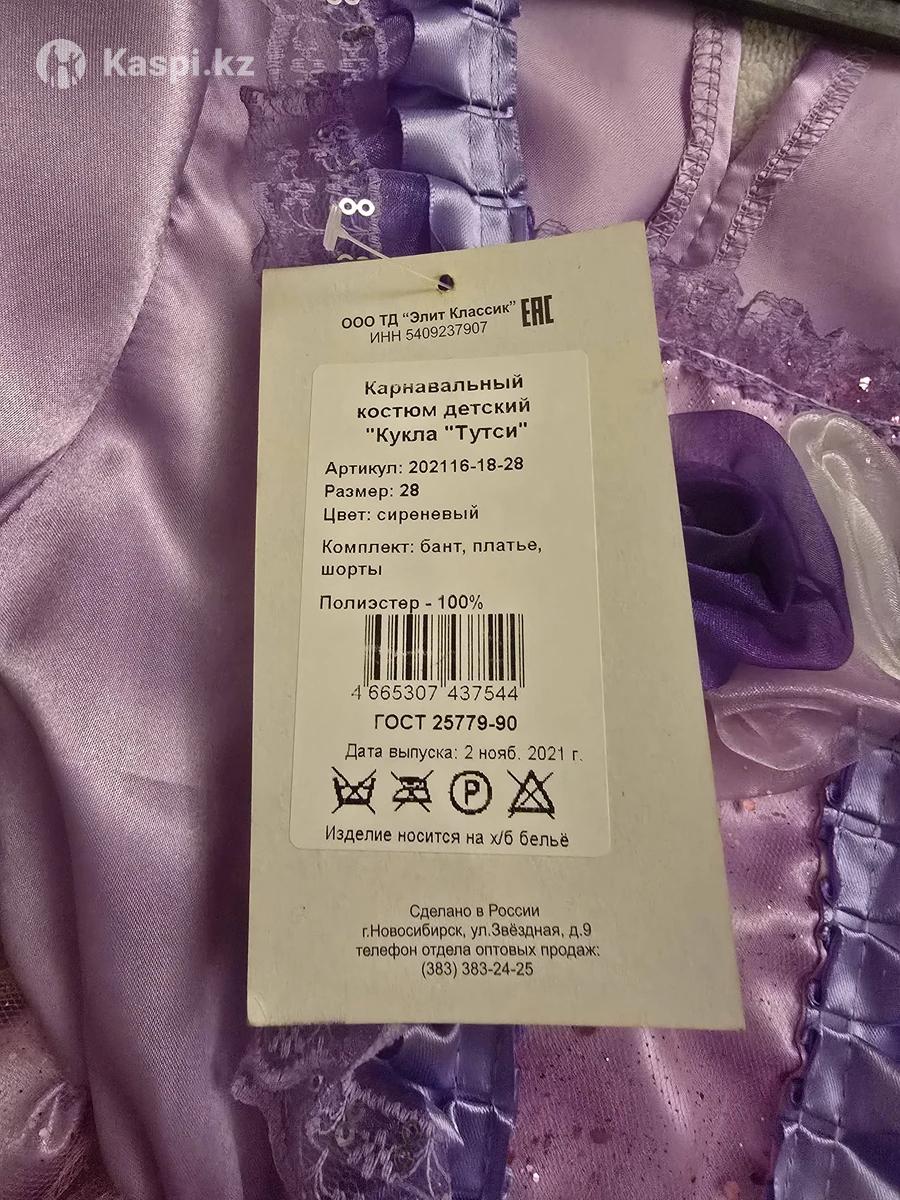 Kaspi.kz
ООО ТД "Элит Классик" EAC
ИНН 5409237907
Карнавальный
костюм детский
"Кукла "Тутси"
Артикул: 202116-18-28
Размер: 28
Цвет: сиреневый
Комплект: бант, платье,
шорты
Полиэстер - 100%
4 665307 437544
ГОСТ 25779-90
Дата выпуска: 2 нояб. 2021 г.
P
Изделие носится на х/б бельё
Сделано в России
г.Новосибирск, ул.Звёздная, д.9
телефон отдела оптовых продаж:
(383) 383-24-25